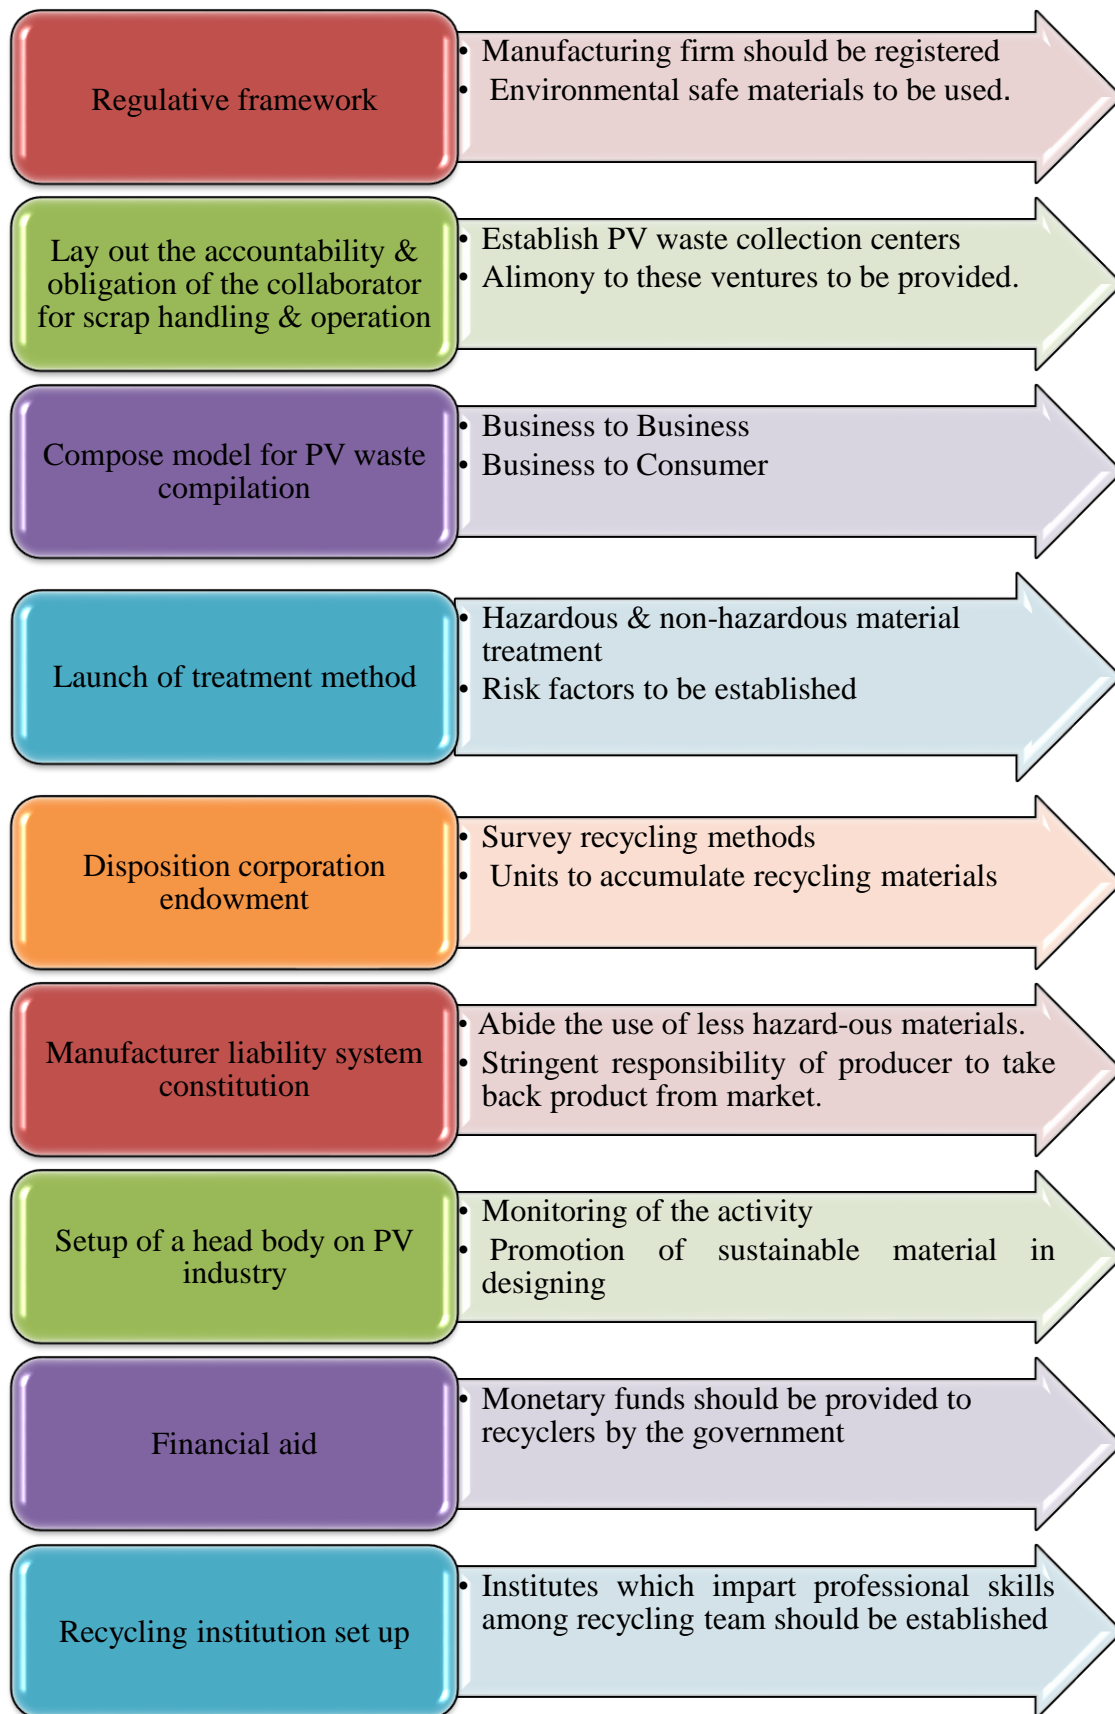 Regulative framework
• Manufacturing firm should be registered
• Environmental safe materials to be used.
Lay out the accountability &
obligation of the collaborator
for scrap handling & operation
• Establish PV waste collection centers
• Alimony to these ventures to be provided.
Compose model for PV waste
compilation
• Business to Business
• Business to Consumer
Launch of treatment method
• Hazardous & non-hazardous material
treatment
• Risk factors to be established
Disposition corporation
endowment
• Survey recycling methods
• Units to accumulate recycling materials
Manufacturer liability system
constitution
• Abide the use of less hazard-ous materials.
• Stringent responsibility of producer to take
back product from market.
Setup of a head body on PV
industry
• Monitoring of the activity
• Promotion of sustainable material in
designing
Financial aid
• Monetary funds should be provided to
recyclers by the government
Recycling institution set up
• Institutes which impart professional skills
among recycling team should be established